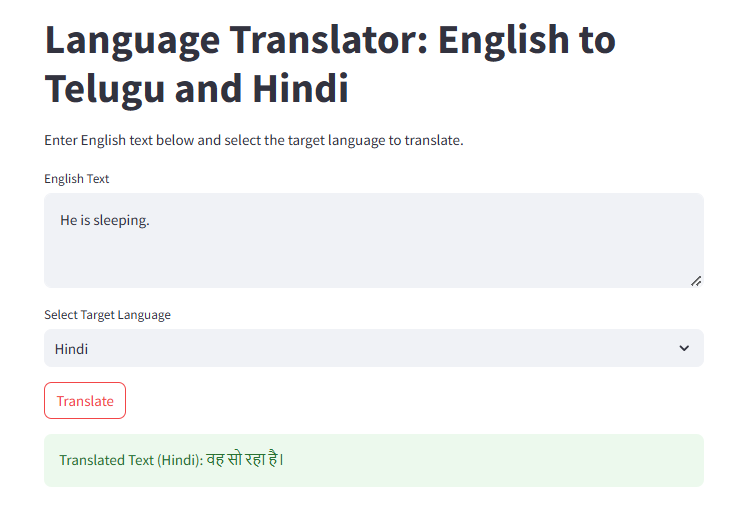 Language Translator: English to
Telugu and Hindi
Enter English text below and select the target language to translate.
English Text
He is sleeping.
Select Target Language
Hindi
Translate
Translated Text (Hindi): वह सो रहा है।